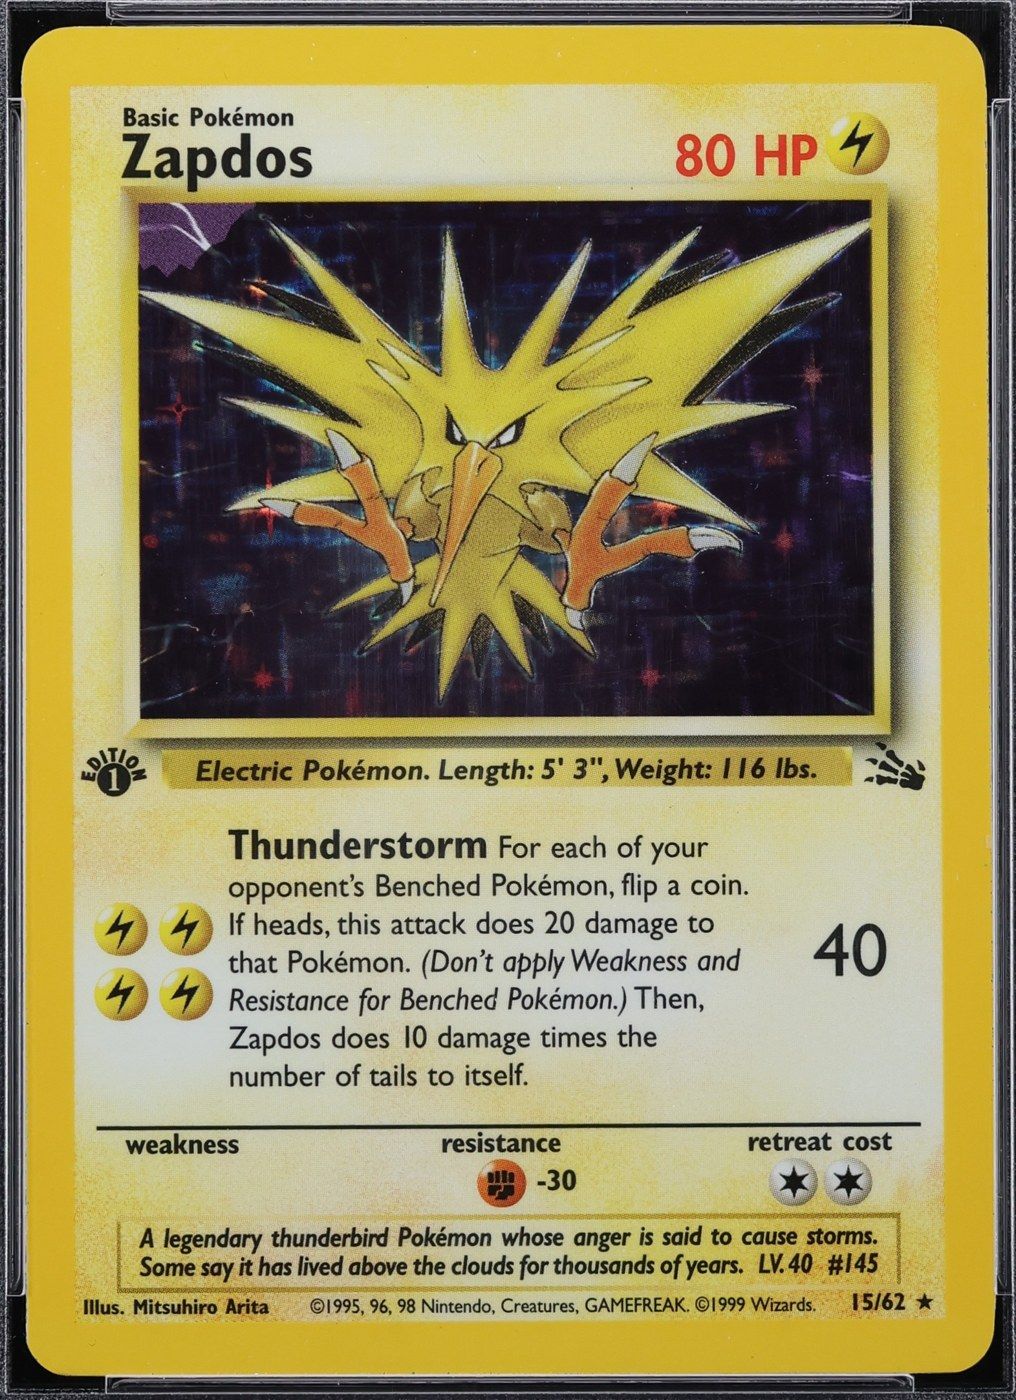 Basic Pokémon
Zapdos
80 HP
EDITION
1
Electric Pokémon. Length: 5' 3", Weight: 116 lbs.
Thunderstorm For each of your
opponent's Benched Pokémon, flip a coin.
If heads, this attack does 20 damage to
that Pokémon. (Don't apply Weakness and
Resistance for Benched Pokémon.) Then,
Zapdos does 10 damage times the
number of tails to itself.
40
weakness resistance retreat cost
-30
A legendary thunderbird Pokémon whose anger is said to cause storms.
Some say it has lived above the clouds for thousands of years. LV. 40 #145
Illus. Mitsuhiro Arita ©1995, 96, 98 Nintendo, Creatures, GAMEFREAK. ©1999 Wizards. 15/62 ★